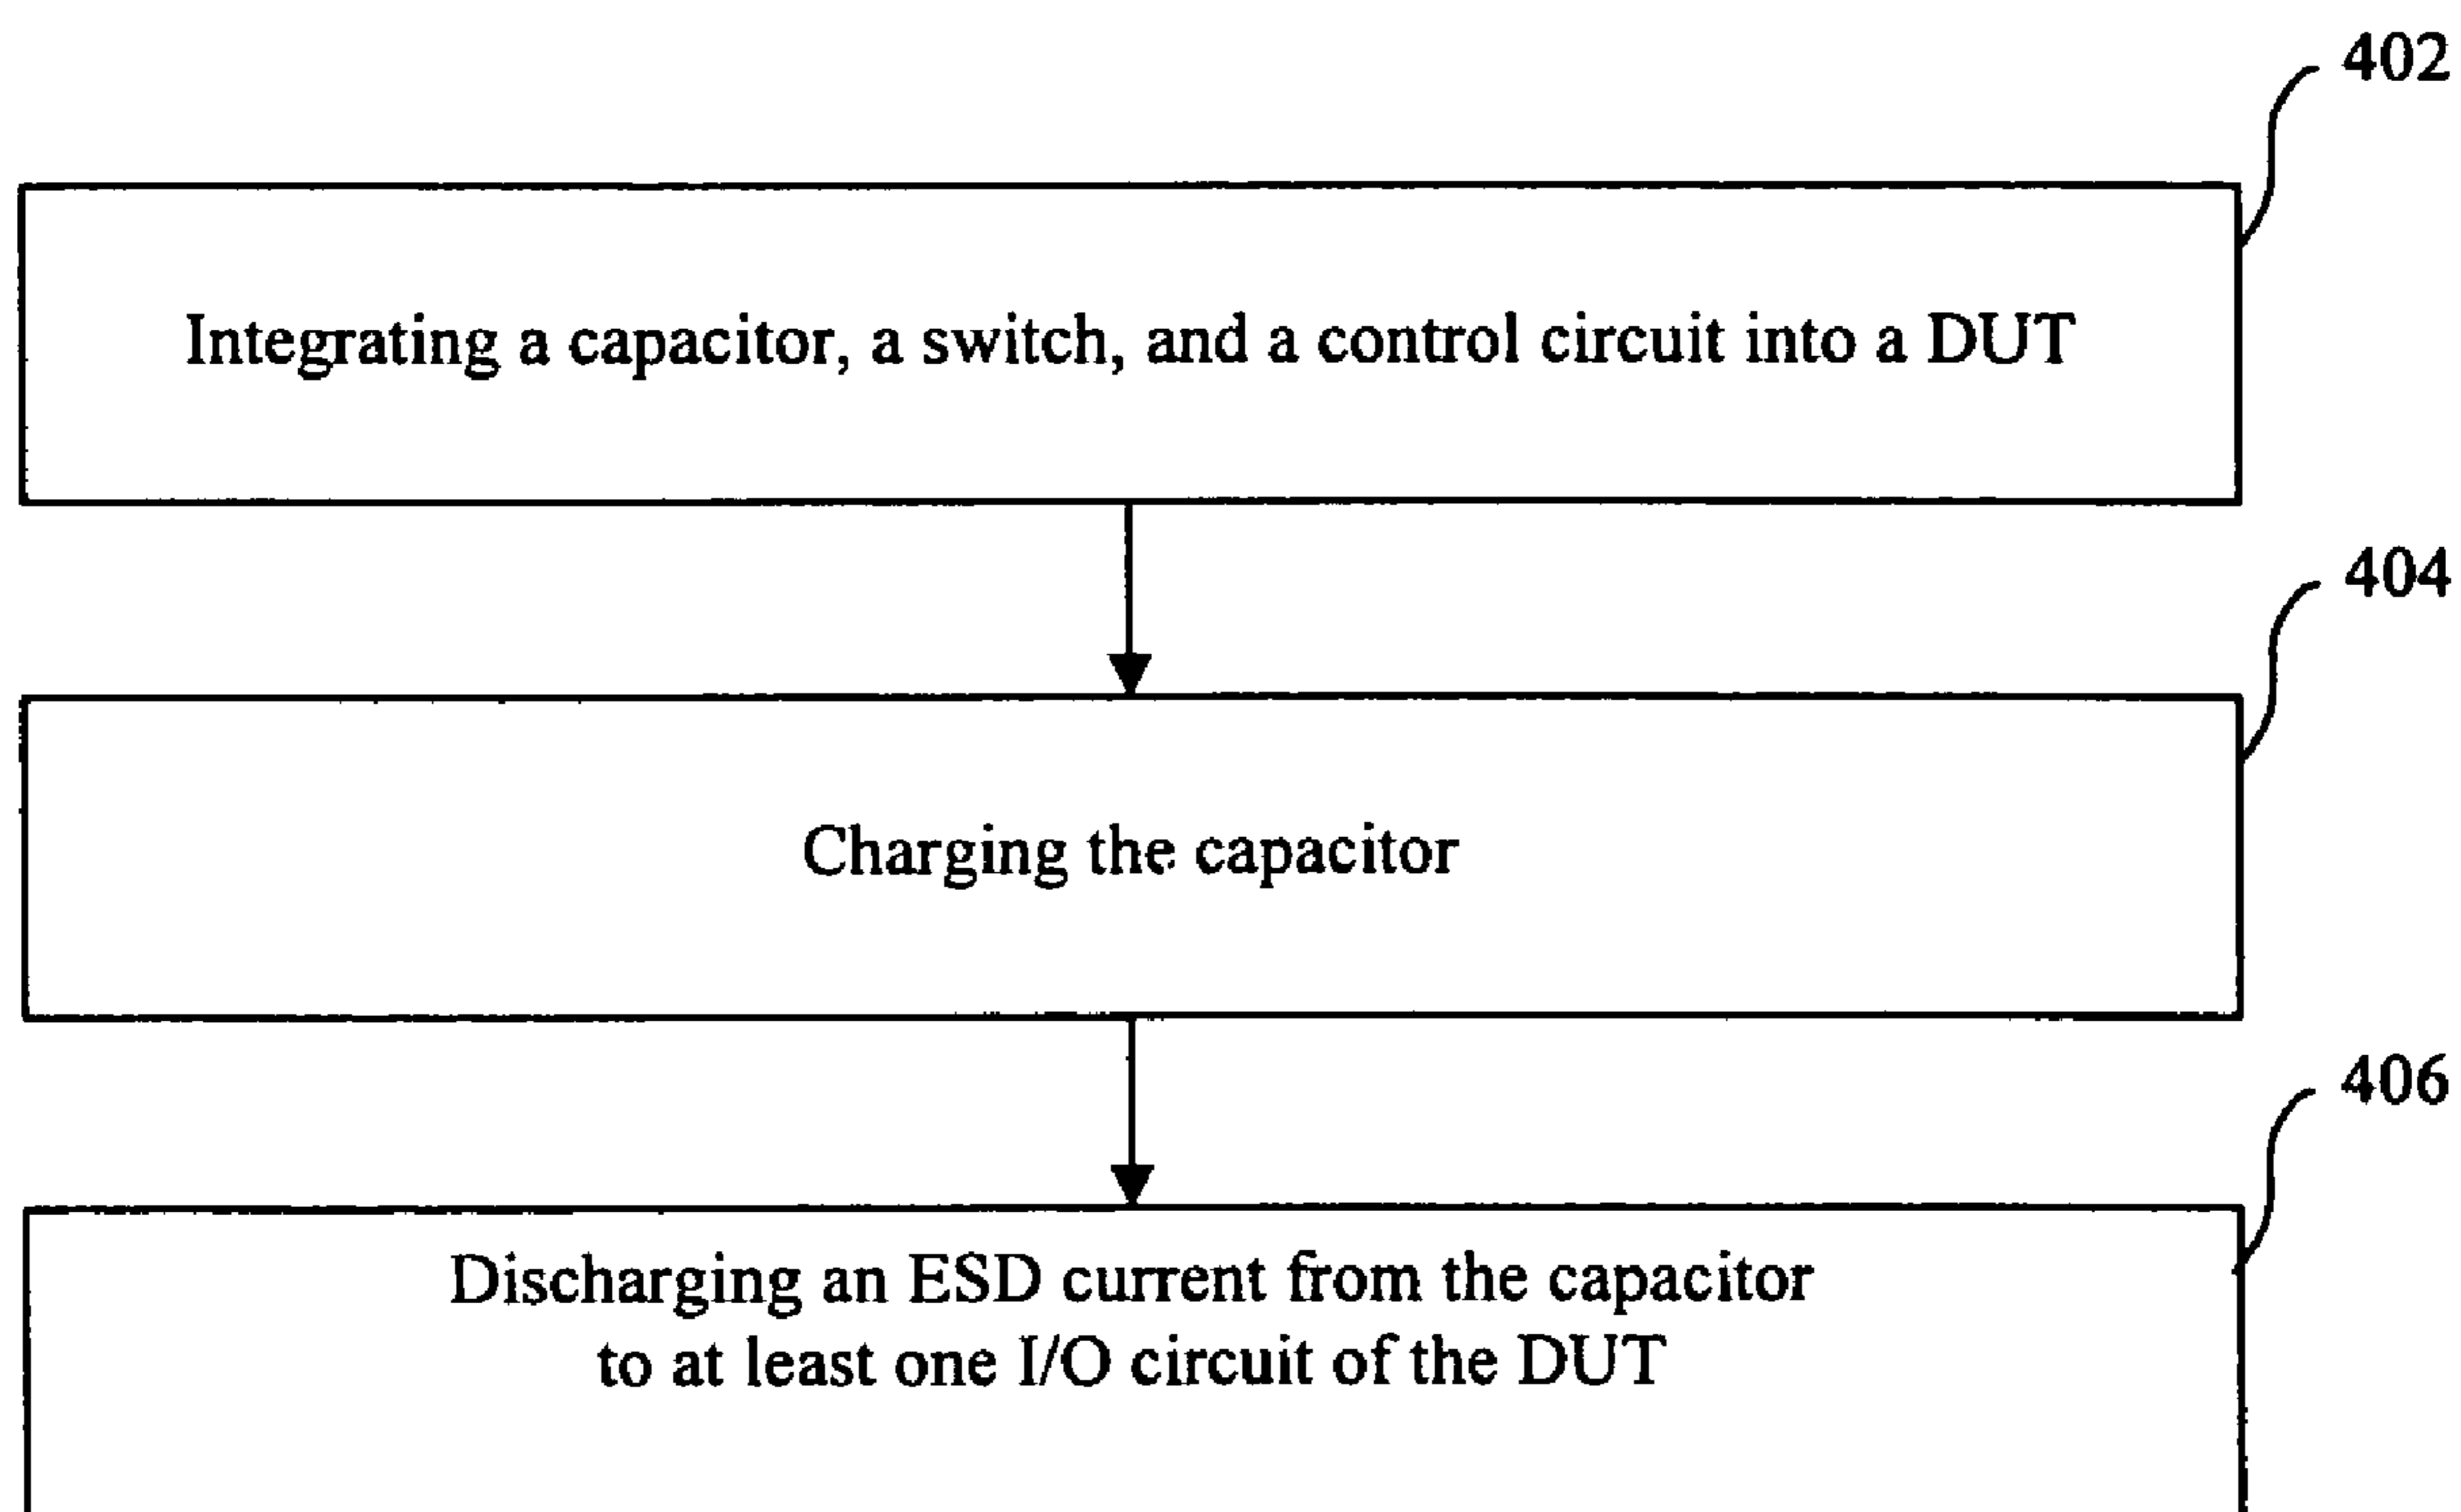 402
Integrating a capacitor, a switch, and a control circuit into a DUT
404
Charging the capacitor
406
Discharging an ESD current from the capacitor
to at least one I/O circuit of the DUT